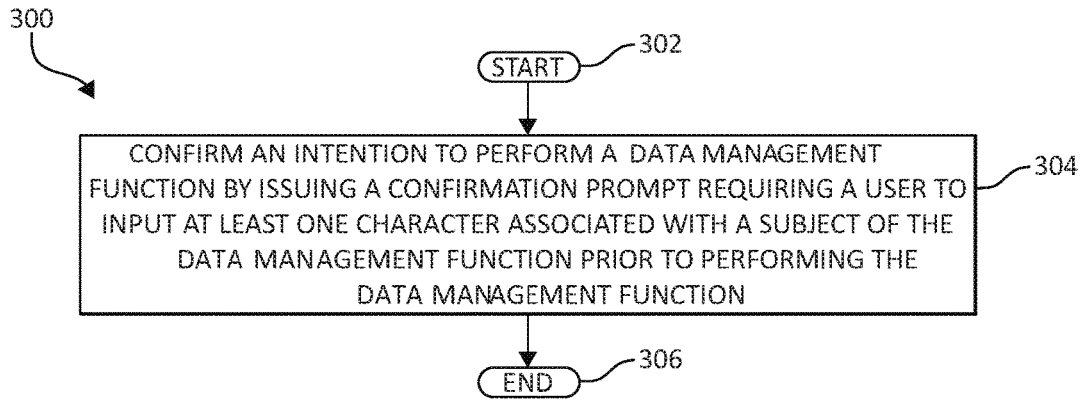 300
302
START
CONFIRM AN INTENTION TO PERFORM A DATA MANAGEMENT
FUNCTION BY ISSUING A CONFIRMATION PROMPT REQUIRING A USER TO
INPUT AT LEAST ONE CHARACTER ASSOCIATED WITH A SUBJECT OF THE
DATA MANAGEMENT FUNCTION PRIOR TO PERFORMING THE
DATA MANAGEMENT FUNCTION
304
306
END